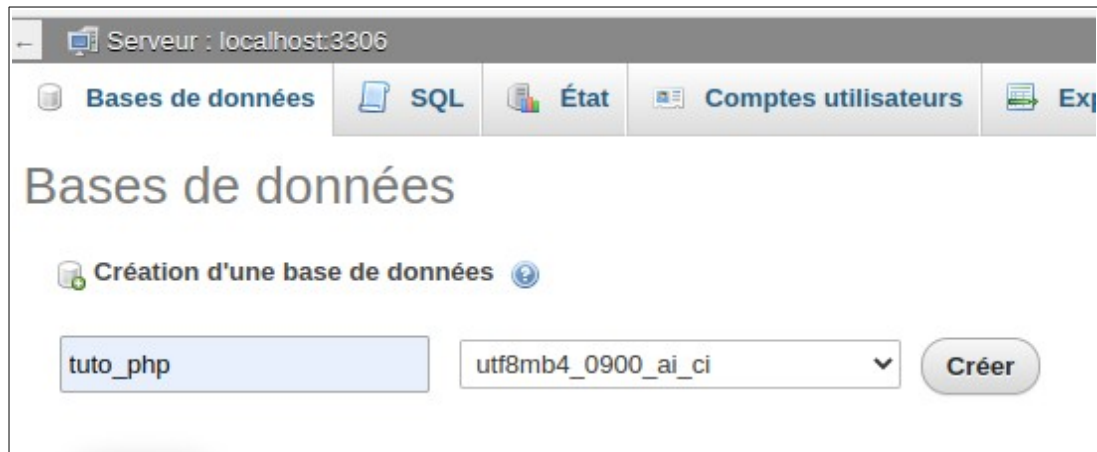 ← Serveur : localhost:3306
Bases de données SQL État Comptes utilisateurs
Bases de données
Création d'une base de données
tuto_php utf8mb4_0900_ai_ci Créer